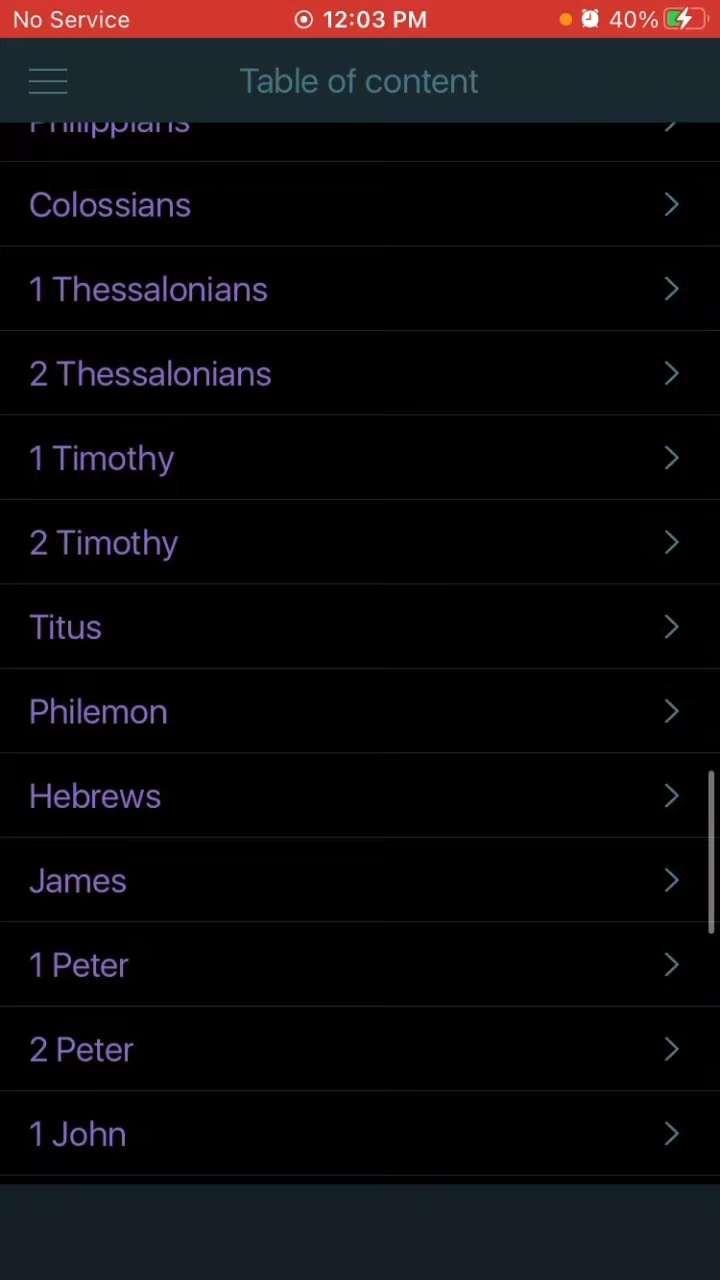 No Service 12:03 PM 40%
Table of content
Philippians
Colossians
1 Thessalonians
2 Thessalonians
1 Timothy
2 Timothy
Titus
Philemon
Hebrews
James
1 Peter
2 Peter
1 John